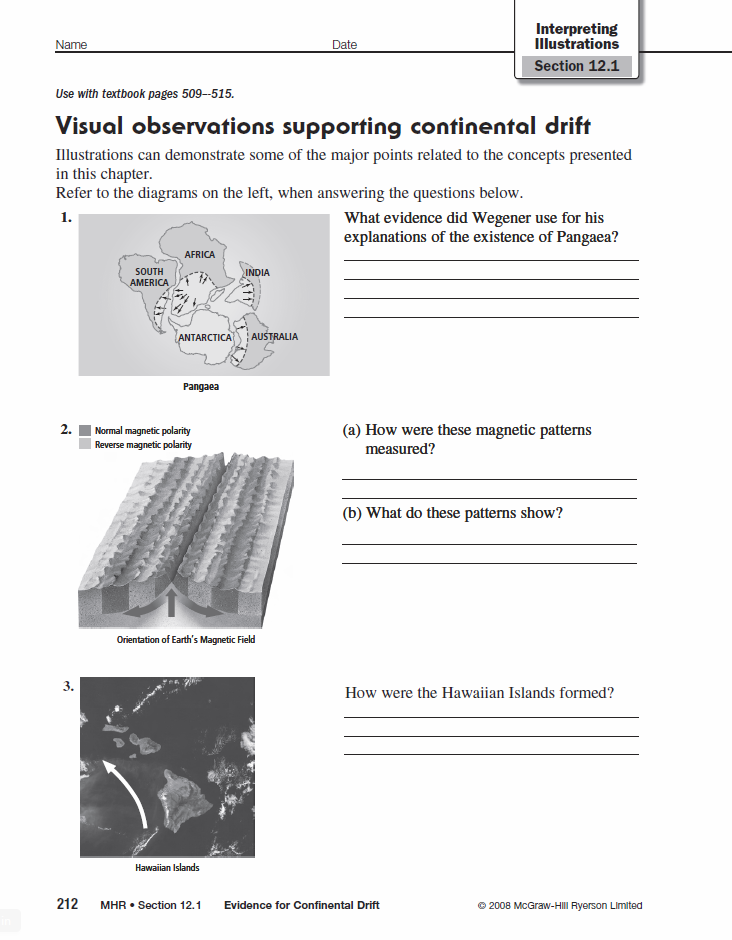 Name
Date
Interpreting
Illustrations
Section 12.1
Use with textbook pages 509–515.
Visual observations supporting continental drift
Illustrations can demonstrate some of the major points related to the concepts presented
in this chapter.
Refer to the diagrams on the left, when answering the questions below.
1.
AFRICA
SOUTH
AMERICA
INDIA
ANTARCTICA
AUSTRALIA
Pangaea
What evidence did Wegener use for his
explanations of the existence of Pangaea?
2.
Normal magnetic polarity
Reverse magnetic polarity
Orientation of Earth's Magnetic Field
(a) How were these magnetic patterns
measured?
(b) What do these patterns show?
3.
Hawaiian Islands
How were the Hawaiian Islands formed?
212 MHR • Section 12.1 Evidence for Continental Drift
© 2008 McGraw-Hill Ryerson Limited